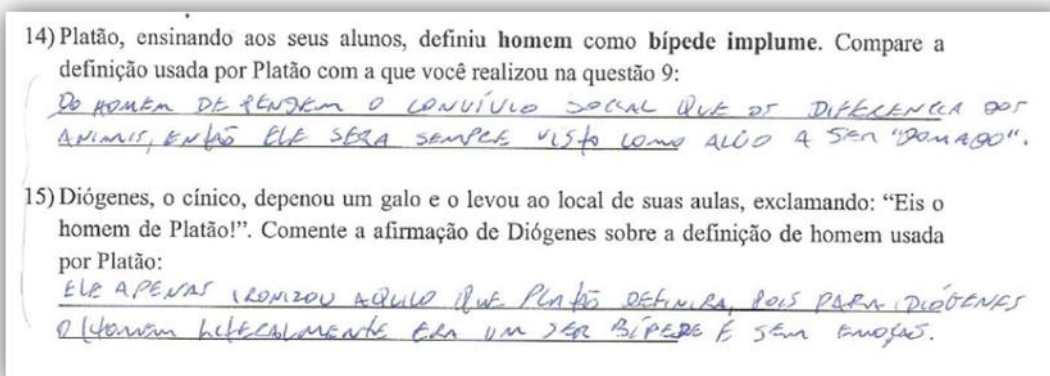 14) Platão, ensinando aos seus alunos, definiu homem como bípede implume. Compare a
definição usada por Platão com a que você realizou na questão 9:
DO HOMEM DEPENDEM O CONVÍVIO SOCIAL QUE OS DIFERENCIA DOS
ANIMAIS, ENTÃO ELE SERA SEMPRE VISTO COMO ALGO A SER "DOMADO".
15) Diógenes, o cínico, depenou um galo e o levou ao local de suas aulas, exclamando: “Eis o
homem de Platão!”. Comente a afirmação de Diógenes sobre a definição de homem usada
por Platão:
ELE APENAS IRONIZOU AQUILO QUE PLATÃO DEFINIRA, POIS PARA DIÓGENES
O HOMEM LITERALMENTE ERA UM SER BÍPEDE E SEM EMOÇÃO.